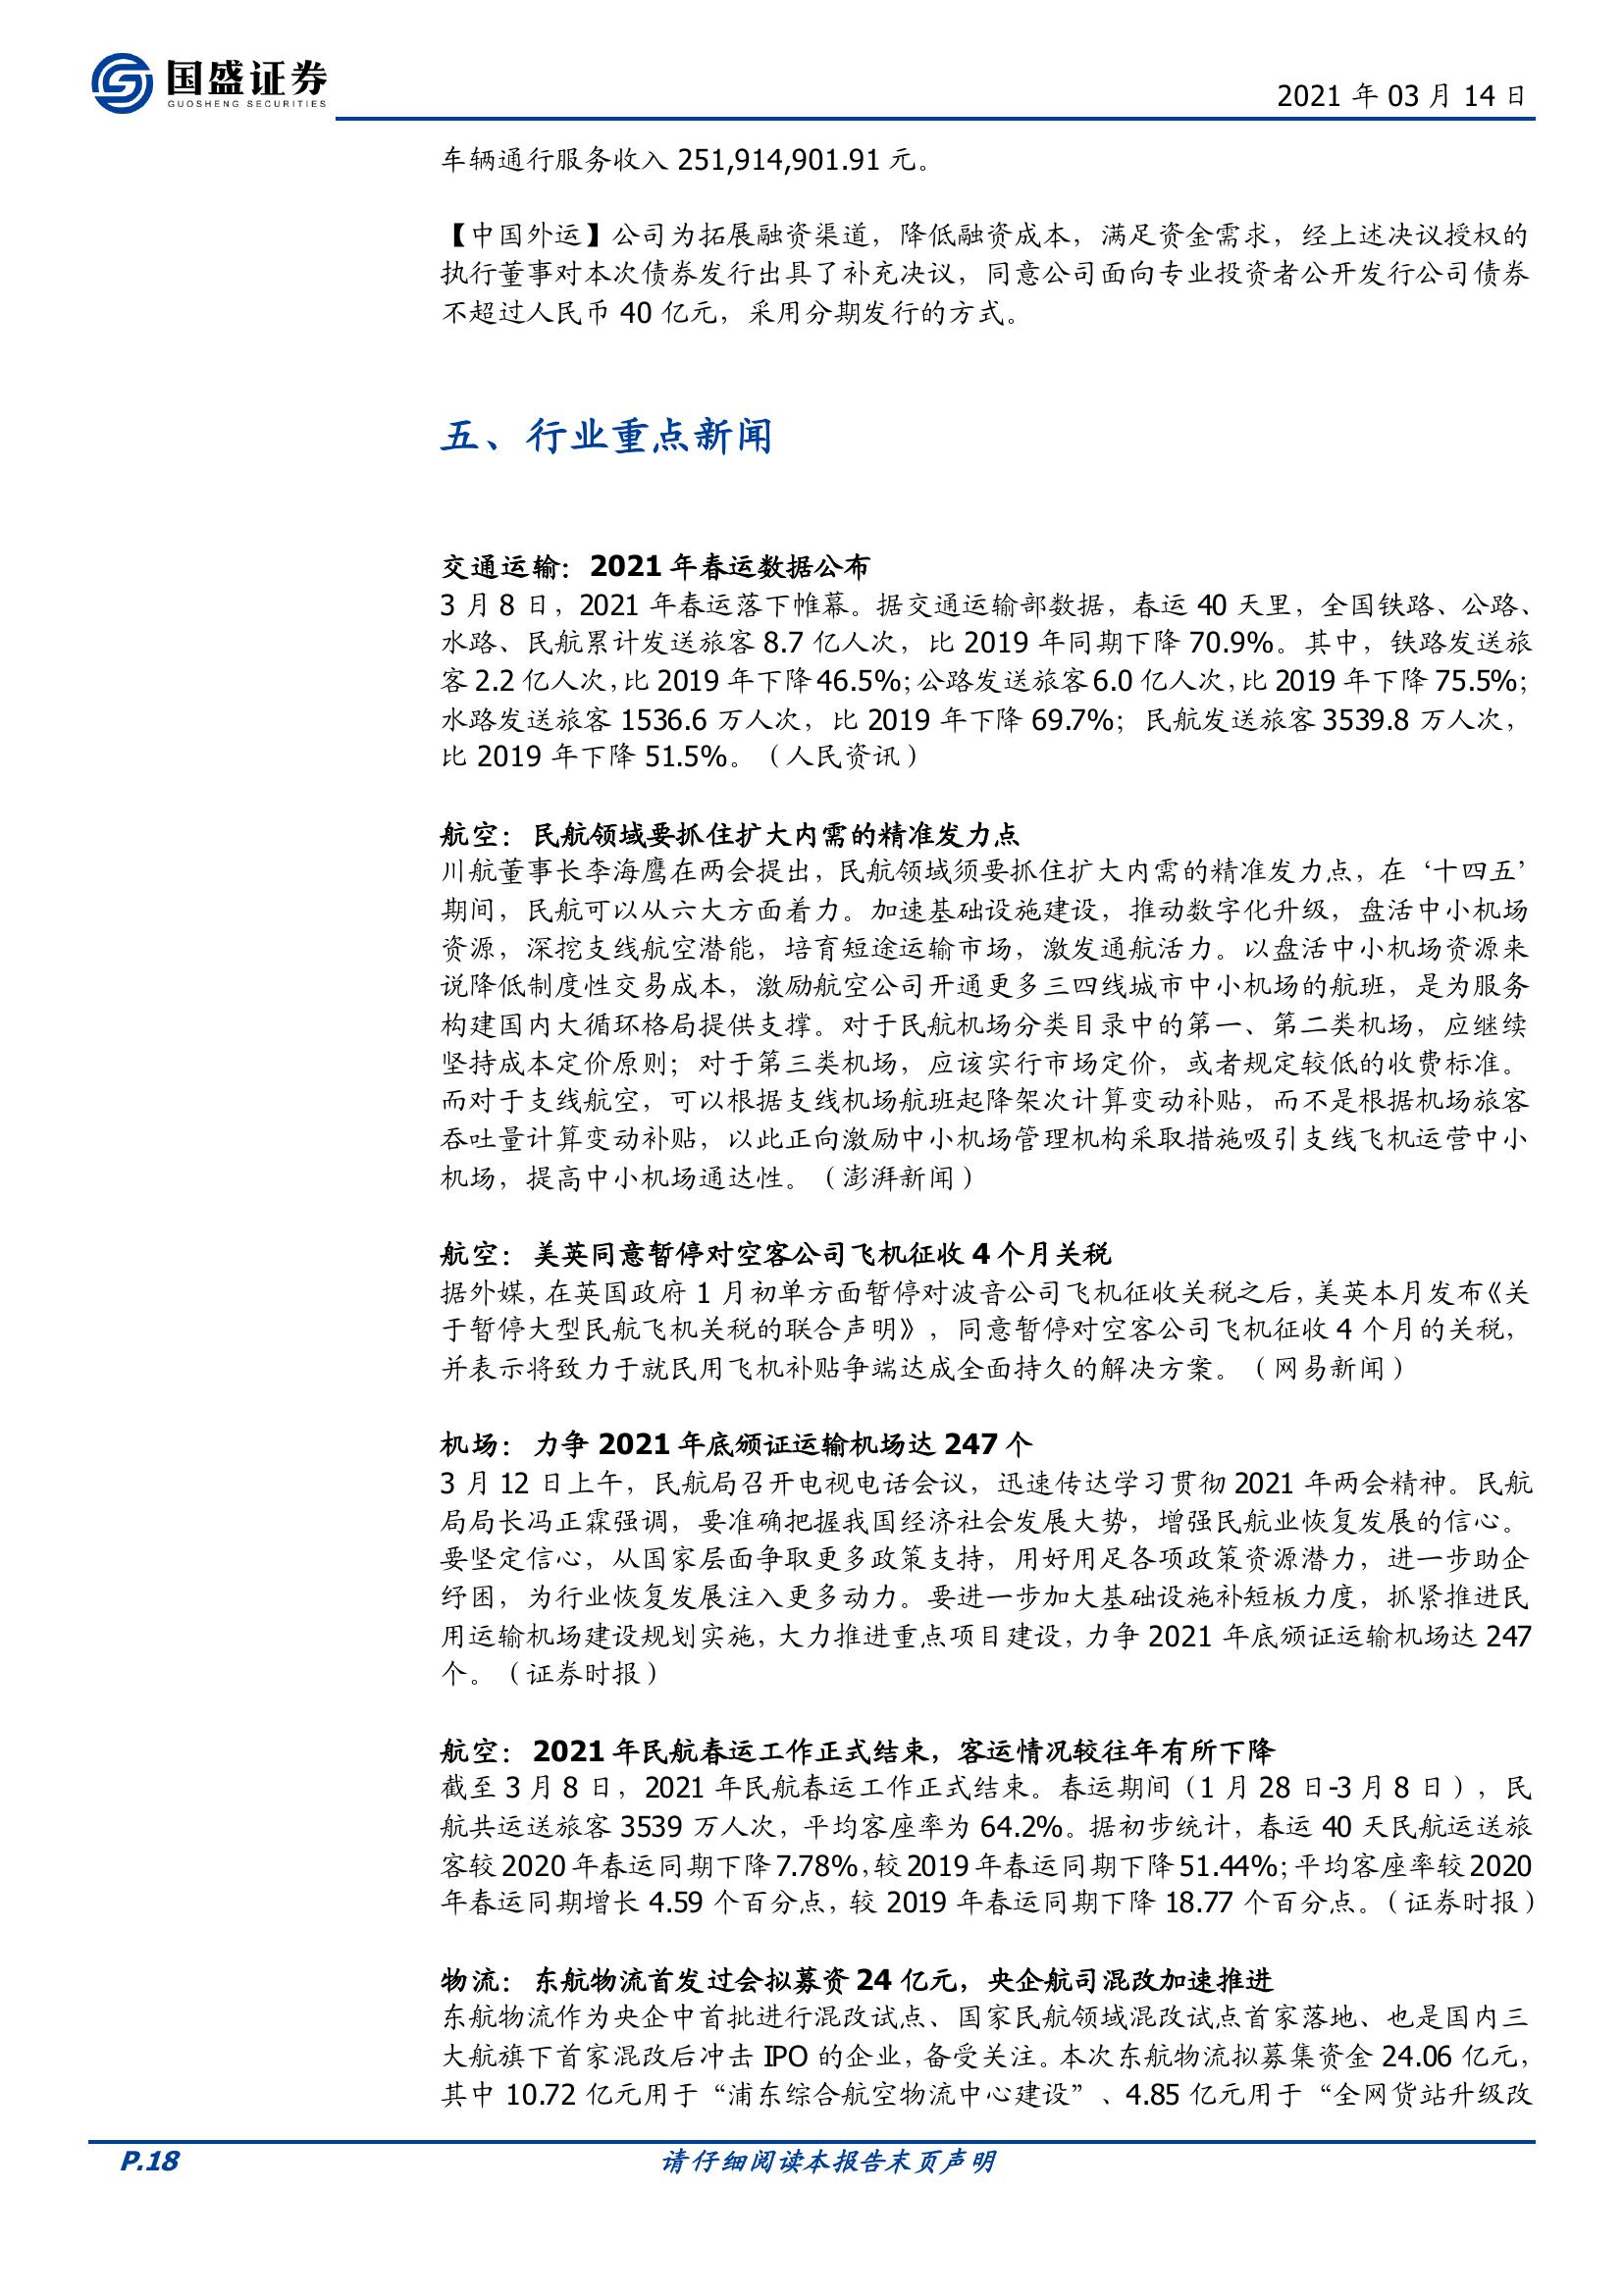 国盛证券
GUOSHENG SECURITIES
2021 年 03 月 14 日
车辆通行服务收入 251,914,901.91 元。
【中国外运】公司为拓展融资渠道，降低融资成本，满足资金需求，经上述决议授权的
执行董事对本次债券发行出具了补充决议，同意公司面向专业投资者公开发行公司债券
不超过人民币 40 亿元，采用分期发行的方式。
五、行业重点新闻
交通运输：2021 年春运数据公布
3 月 8 日，2021 年春运落下帷幕。据交通运输部数据，春运 40 天里，全国铁路、公路、
水路、民航累计发送旅客 8.7 亿人次，比 2019 年同期下降 70.9%。其中，铁路发送旅
客 2.2 亿人次，比 2019 年下降 46.5%；公路发送旅客 6.0 亿人次，比 2019 年下降 75.5%；
水路发送旅客 1536.6 万人次，比 2019 年下降 69.7%；民航发送旅客 3539.8 万人次，
比 2019 年下降 51.5%。（人民资讯）
航空：民航领域要抓住扩大内需的精准发力点
川航董事长李海鹰在两会提出，民航领域须要抓住扩大内需的精准发力点，在‘十四五’
期间，民航可以从六大方面着力。加速基础设施建设，推动数字化升级，盘活中小机场
资源，深挖支线航空潜能，培育短途运输市场，激发通航活力。以盘活中小机场资源来
说降低制度性交易成本，激励航空公司开通更多三四线城市中小机场的航班，是为服务
构建国内大循环格局提供支撑。对于民航机场分类目录中的第一、第二类机场，应继续
坚持成本定价原则；对于第三类机场，应该实行市场定价，或者规定较低的收费标准。
而对于支线航空，可以根据支线机场航班起降架次计算变动补贴，而不是根据机场旅客
吞吐量计算变动补贴，以此正向激励中小机场管理机构采取措施吸引支线飞机运营中小
机场，提高中小机场通达性。（澎湃新闻）
航空：美英同意暂停对空客公司飞机征收 4 个月关税
据外媒，在英国政府 1 月初单方面暂停对波音公司飞机征收关税之后，美英本月发布《关
于暂停大型民航飞机关税的联合声明》，同意暂停对空客公司飞机征收 4 个月的关税，
并表示将致力于就民用飞机补贴争端达成全面持久的解决方案。（网易新闻）
机场：力争 2021 年底颁证运输机场达 247 个
3 月 12 日上午，民航局召开电视电话会议，迅速传达学习贯彻 2021 年两会精神。民航
局局长冯正霖强调，要准确把握我国经济社会发展大势，增强民航业恢复发展的信心。
要坚定信心，从国家层面争取更多政策支持，用好用足各项政策资源潜力，进一步助企
纾困，为行业恢复发展注入更多动力。要进一步加大基础设施补短板力度，抓紧推进民
用运输机场建设规划实施，大力推进重点项目建设，力争 2021 年底颁证运输机场达 247
个。（证券时报）
航空：2021 年民航春运工作正式结束，客运情况较往年有所下降
截至 3 月 8 日，2021 年民航春运工作正式结束。春运期间（1 月 28 日-3 月 8 日），民
航共运送旅客 3539 万人次，平均客座率为 64.2%。据初步统计，春运 40 天民航运送旅
客较 2020 年春运同期下降 7.78%，较 2019 年春运同期下降 51.44%；平均客座率较 2020
年春运同期增长 4.59 个百分点，较 2019 年春运同期下降 18.77 个百分点。（证券时报）
物流：东航物流首发过会拟募资 24 亿元，央企航司混改加速推进
东航物流作为央企中首批进行混改试点、国家民航领域混改试点首家落地、也是国内三
大航旗下首家混改后冲击 IPO 的企业，备受关注。本次东航物流拟募集资金 24.06 亿元，
其中 10.72 亿元用于“浦东综合航空物流中心建设”、4.85 亿元用于“全网货站升级改
P.18
请仔细阅读本报告末页声明